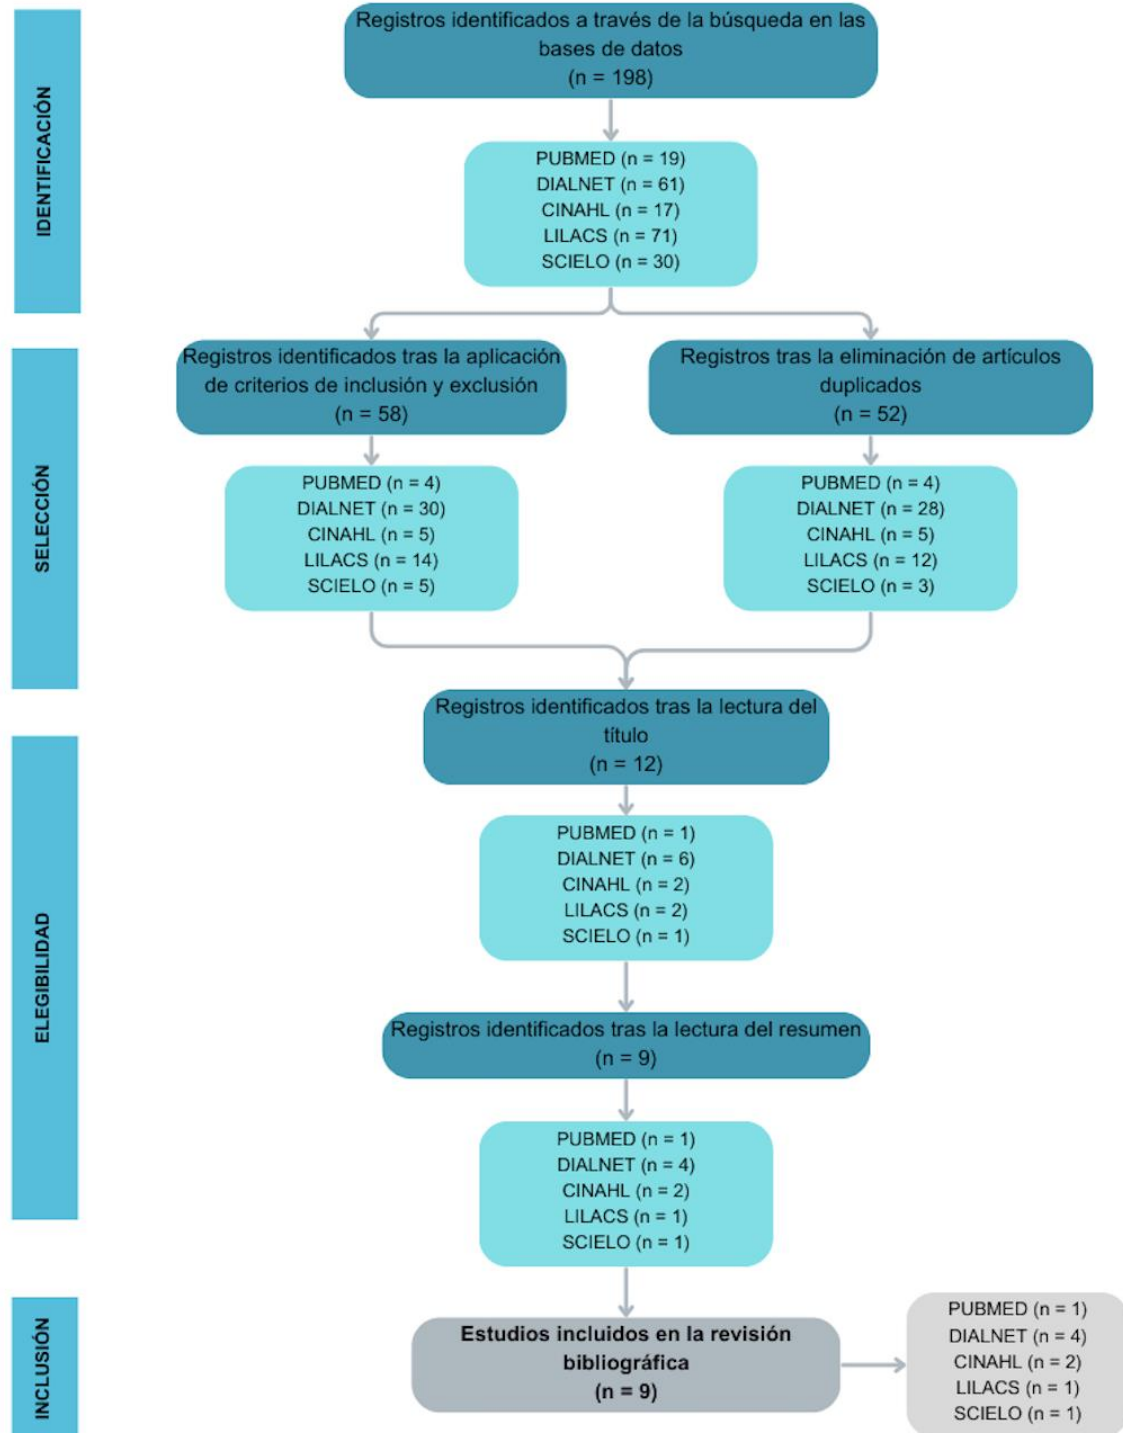 IDENTIFICACIÓN
Registros identificados a través de la búsqueda en las
bases de datos
(n = 198)
PUBMED (n = 19)
DIALNET (n = 61)
CINAHL (n = 17)
LILACS (n = 71)
SCIELO (n = 30)
SELECCIÓN
Registros identificados tras la aplicación
de criterios de inclusión y exclusión
(n = 58)
PUBMED (n = 4)
DIALNET (n = 30)
CINAHL (n = 5)
LILACS (n = 14)
SCIELO (n = 5)
Registros tras la eliminación de artículos
duplicados
(n = 52)
PUBMED (n = 4)
DIALNET (n = 28)
CINAHL (n = 5)
LILACS (n = 12)
SCIELO (n = 3)
ELEGIBILIDAD
Registros identificados tras la lectura del
título
(n = 12)
PUBMED (n = 1)
DIALNET (n = 6)
CINAHL (n = 2)
LILACS (n = 2)
SCIELO (n = 1)
Registros identificados tras la lectura del resumen
(n = 9)
PUBMED (n = 1)
DIALNET (n = 4)
CINAHL (n = 2)
LILACS (n = 1)
SCIELO (n = 1)
INCLUSIÓN
Estudios incluidos en la revisión
bibliográfica
(n = 9)
PUBMED (n = 1)
DIALNET (n = 4)
CINAHL (n = 2)
LILACS (n = 1)
SCIELO (n = 1)